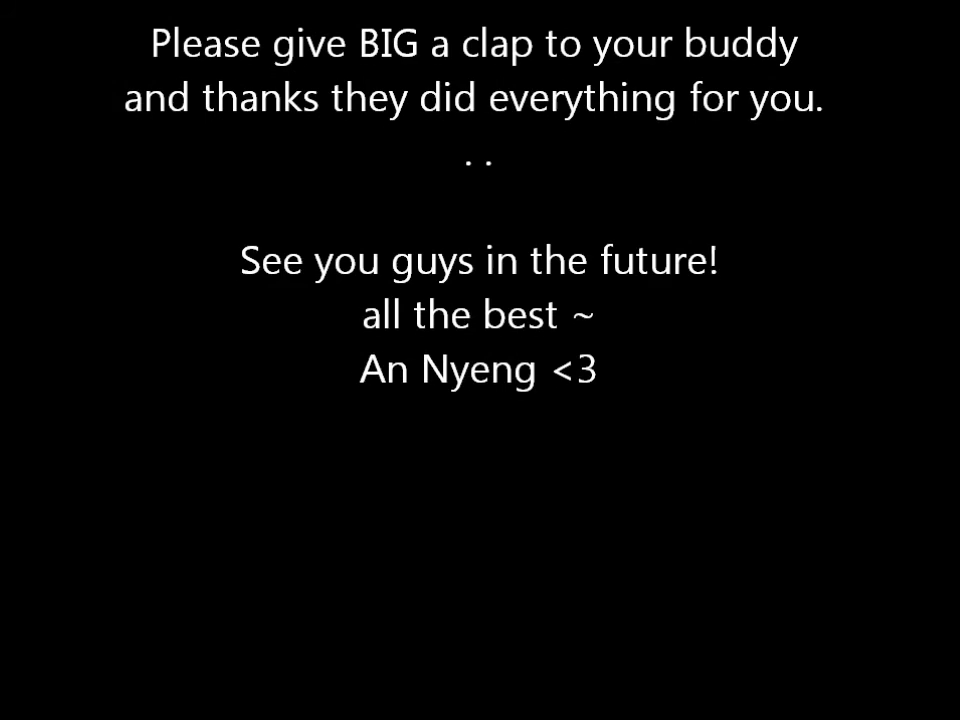 Please give BIG a clap to your buddy
and thanks they did everything for you.
. .
See you guys in the future!
all the best ~
An Nyeng <3